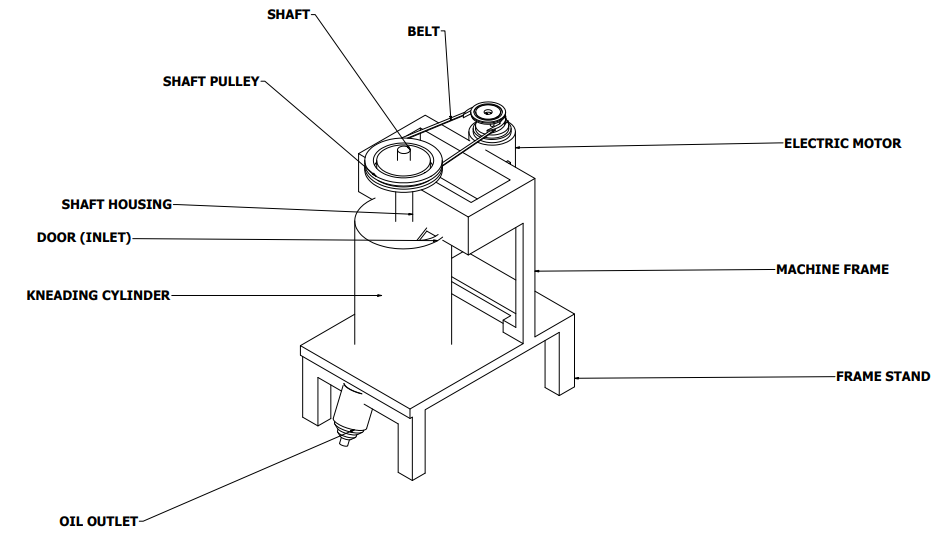 SHAFT
BELT
SHAFT PULLEY
ELECTRIC MOTOR
SHAFT HOUSING
DOOR (INLET)
MACHINE FRAME
KNEADING CYLINDER
FRAME STAND
OIL OUTLET